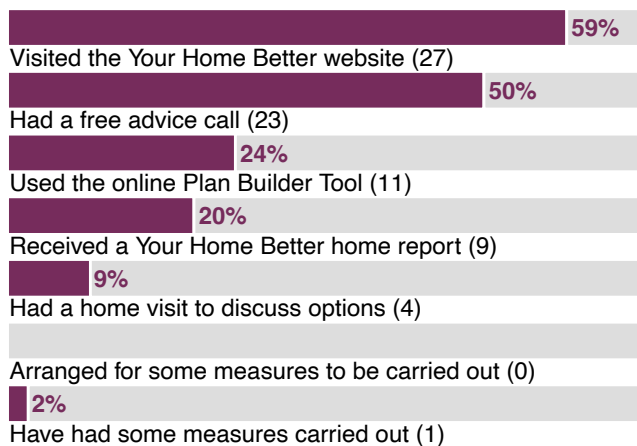 59%
Visited the Your Home Better website (27)
50%
Had a free advice call (23)
24%
Used the online Plan Builder Tool (11)
20%
Received a Your Home Better home report (9)
9%
Had a home visit to discuss options (4)
Arranged for some measures to be carried out (0)
2%
Have had some measures carried out (1)